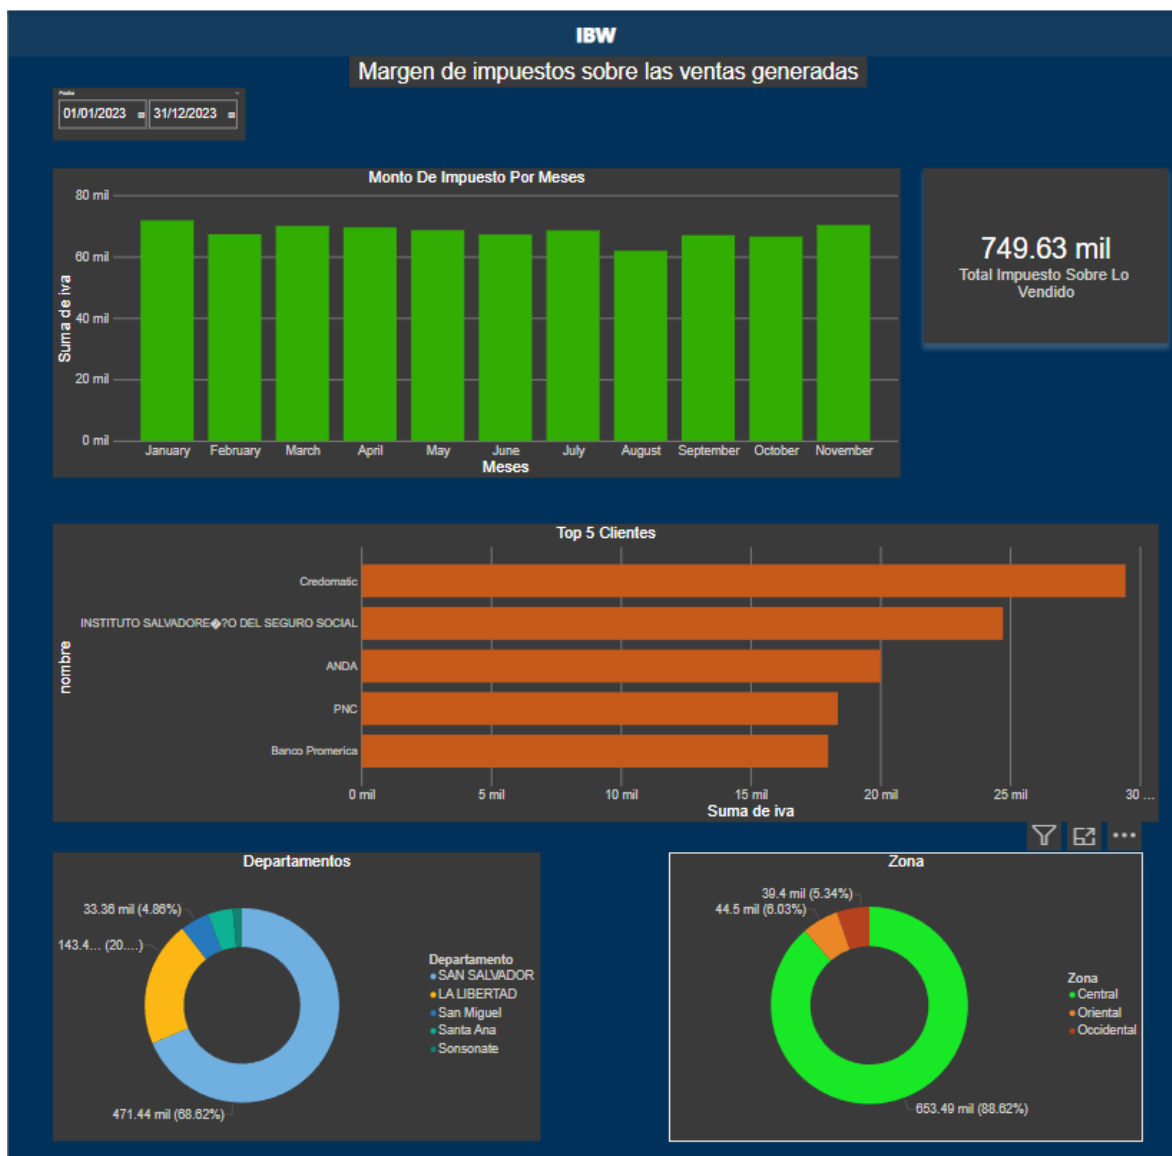 IBW
Margen de impuestos sobre las ventas generadas
Fecha
01/01/2023 31/12/2023
Monto De Impuesto Por Meses
80 mil
60 mil
40 mil
20 mil
0 mil
Suma de iva
January February March April May June July August September October November
Meses
749.63 mil
Total Impuesto Sobre Lo
Vendido
Top 5 Clientes
nombre
Credomatic
INSTITUTO SALVADORE�?O DEL SEGURO SOCIAL
ANDA
PNC
Banco Promerica
0 mil 5 mil 10 mil 15 mil 20 mil 25 mil 30 ...
Suma de iva
Departamentos
33.36 mil (4.86%)
143.4... (20....)
471.44 mil (68.62%)
Departamento
SAN SALVADOR
LA LIBERTAD
San Miguel
Santa Ana
Sonsonate
Zona
39.4 mil (5.34%)
44.5 mil (6.03%)
653.49 mil (88.62%)
Zona
Central
Oriental
Occidental